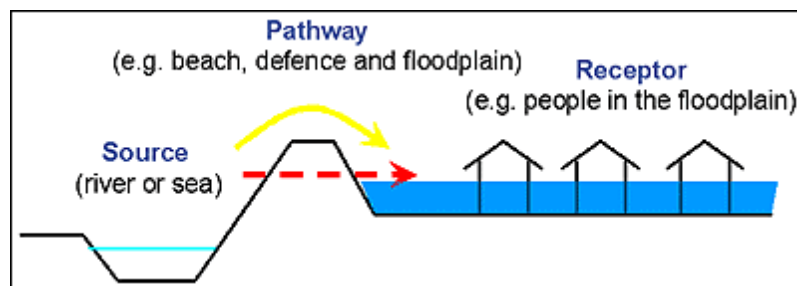 Pathway
(e.g. beach, defence and floodplain)
Receptor
(e.g. people in the floodplain)
Source
(river or sea)